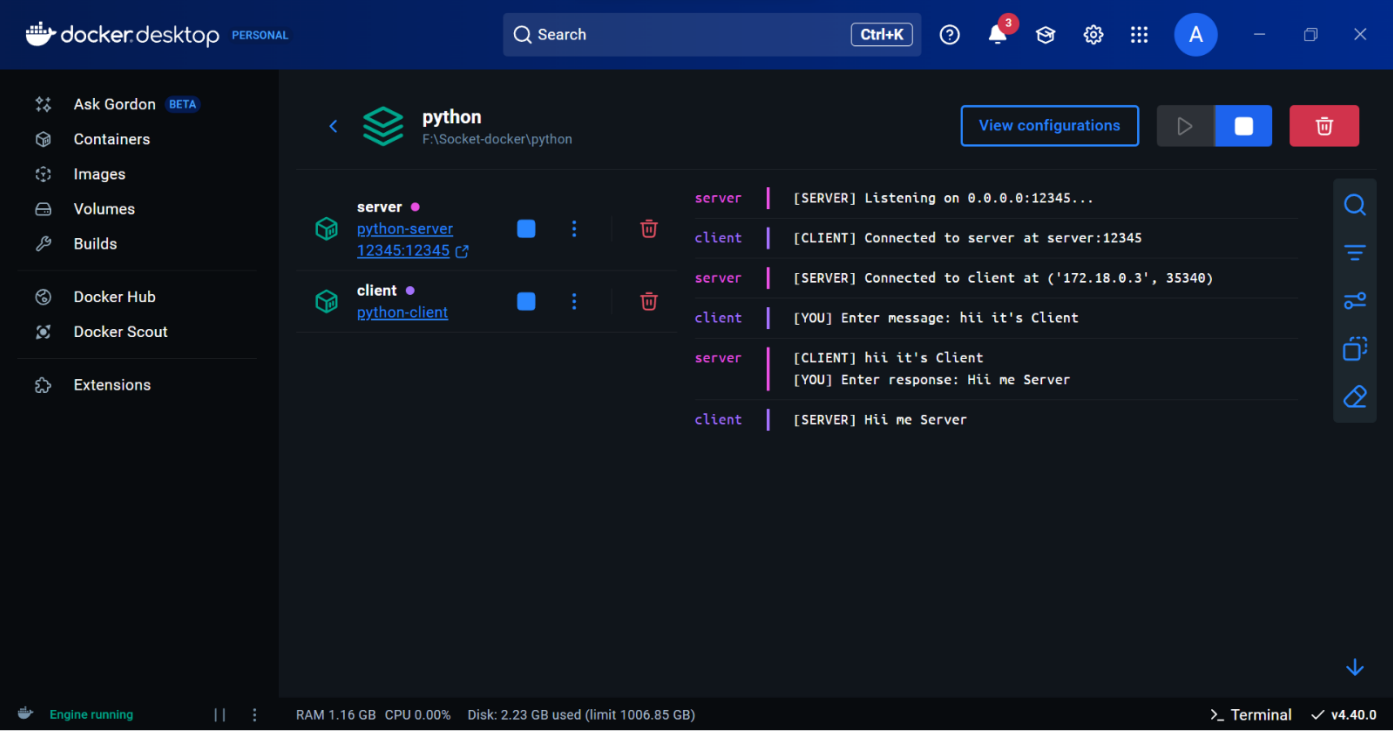 docker.desktop PERSONAL
Search
Ctrl+K
3
A
Ask Gordon BETA
Containers
Images
Volumes
Builds
Docker Hub
Docker Scout
Extensions
python
F:\Socket-docker\python
View configurations
server
python-server
12345:12345
client
python-client
server [SERVER] Listening on 0.0.0.0:12345...
client [CLIENT] Connected to server at server:12345
server [SERVER] Connected to client at ('172.18.0.3', 35340)
client [YOU] Enter message: hii it's Client
server [CLIENT] hii it's Client
[YOU] Enter response: Hii me Server
client [SERVER] Hii me Server
Engine running
RAM 1.16 GB CPU 0.00% Disk: 2.23 GB used (limit 1006.85 GB)
>_ Terminal
v4.40.0